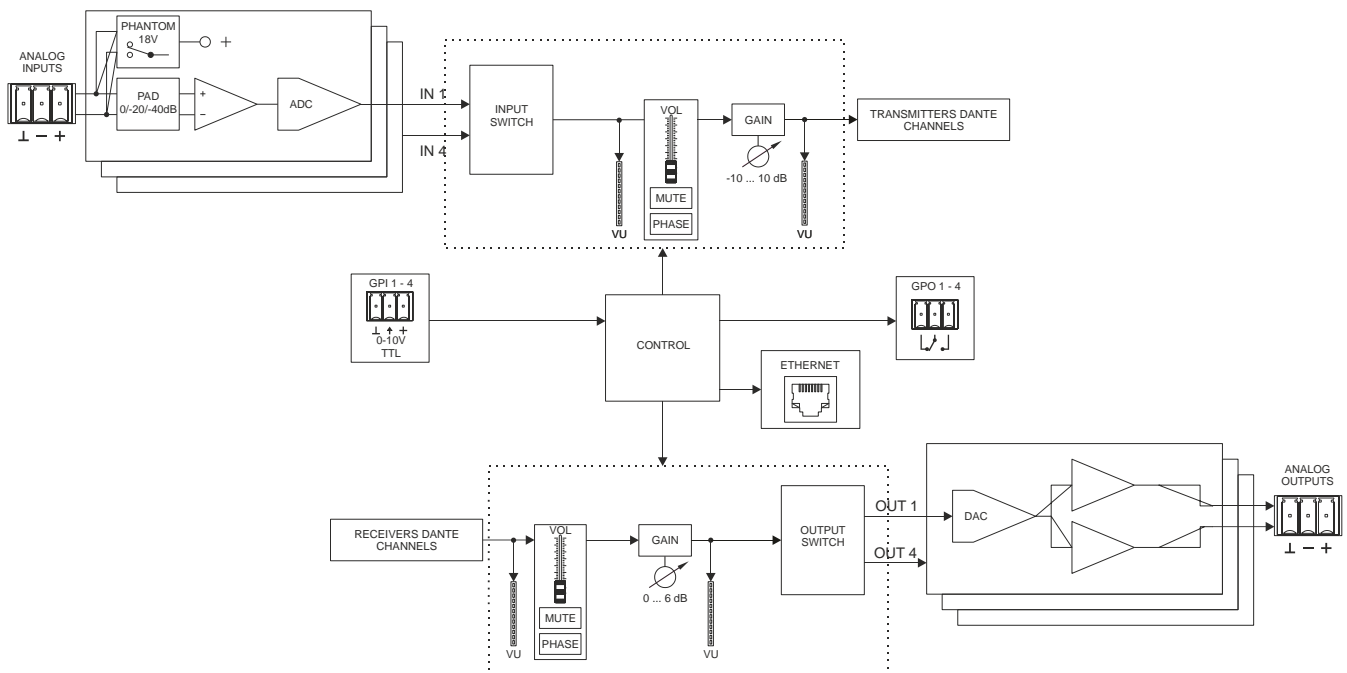 PHANTOM
18V
+
ANALOG
INPUTS
PAD
0/-20/-40dB
+
−
ADC
⊥ − +
IN 1
IN 4
INPUT
SWITCH
VU
VOL
MUTE
PHASE
GAIN
-10 ... 10 dB
VU
TRANSMITTERS DANTE
CHANNELS
GPI 1 - 4
⊥ ↑ +
0-10V
TTL
CONTROL
GPO 1 - 4
ETHERNET
RECEIVERS DANTE
CHANNELS
VU
VOL
MUTE
PHASE
GAIN
0 ... 6 dB
VU
OUTPUT
SWITCH
OUT 1
OUT 4
DAC
ANALOG
OUTPUTS
⊥ − +